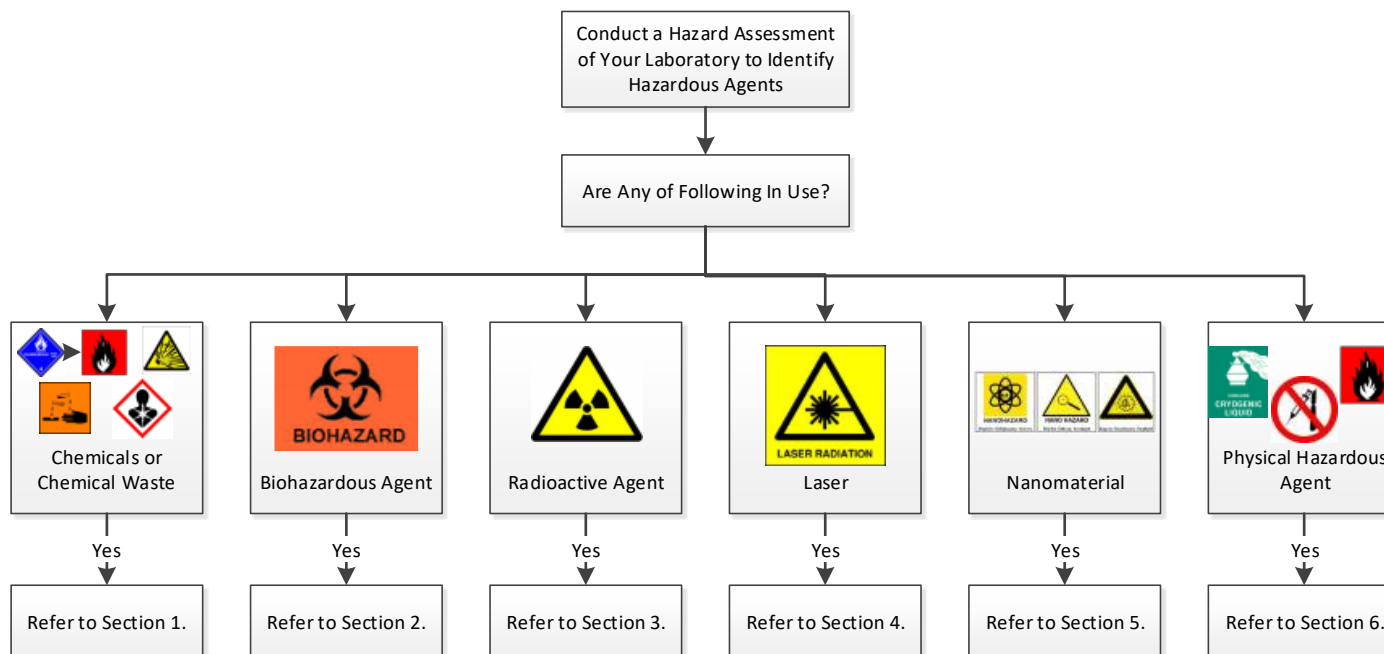 Conduct a Hazard Assessment
of Your Laboratory to Identify
Hazardous Agents
Are Any of Following In Use?
BIOHAZARD
LASER RADIATION
NANOHAZARD
NANO HAZARD
CRYOGENIC
LIQUID
Chemicals or
Chemical Waste
Biohazardous Agent
Radioactive Agent
Laser
Nanomaterial
Physical Hazardous
Agent
Yes
Yes
Yes
Yes
Yes
Yes
Refer to Section 1.
Refer to Section 2.
Refer to Section 3.
Refer to Section 4.
Refer to Section 5.
Refer to Section 6.